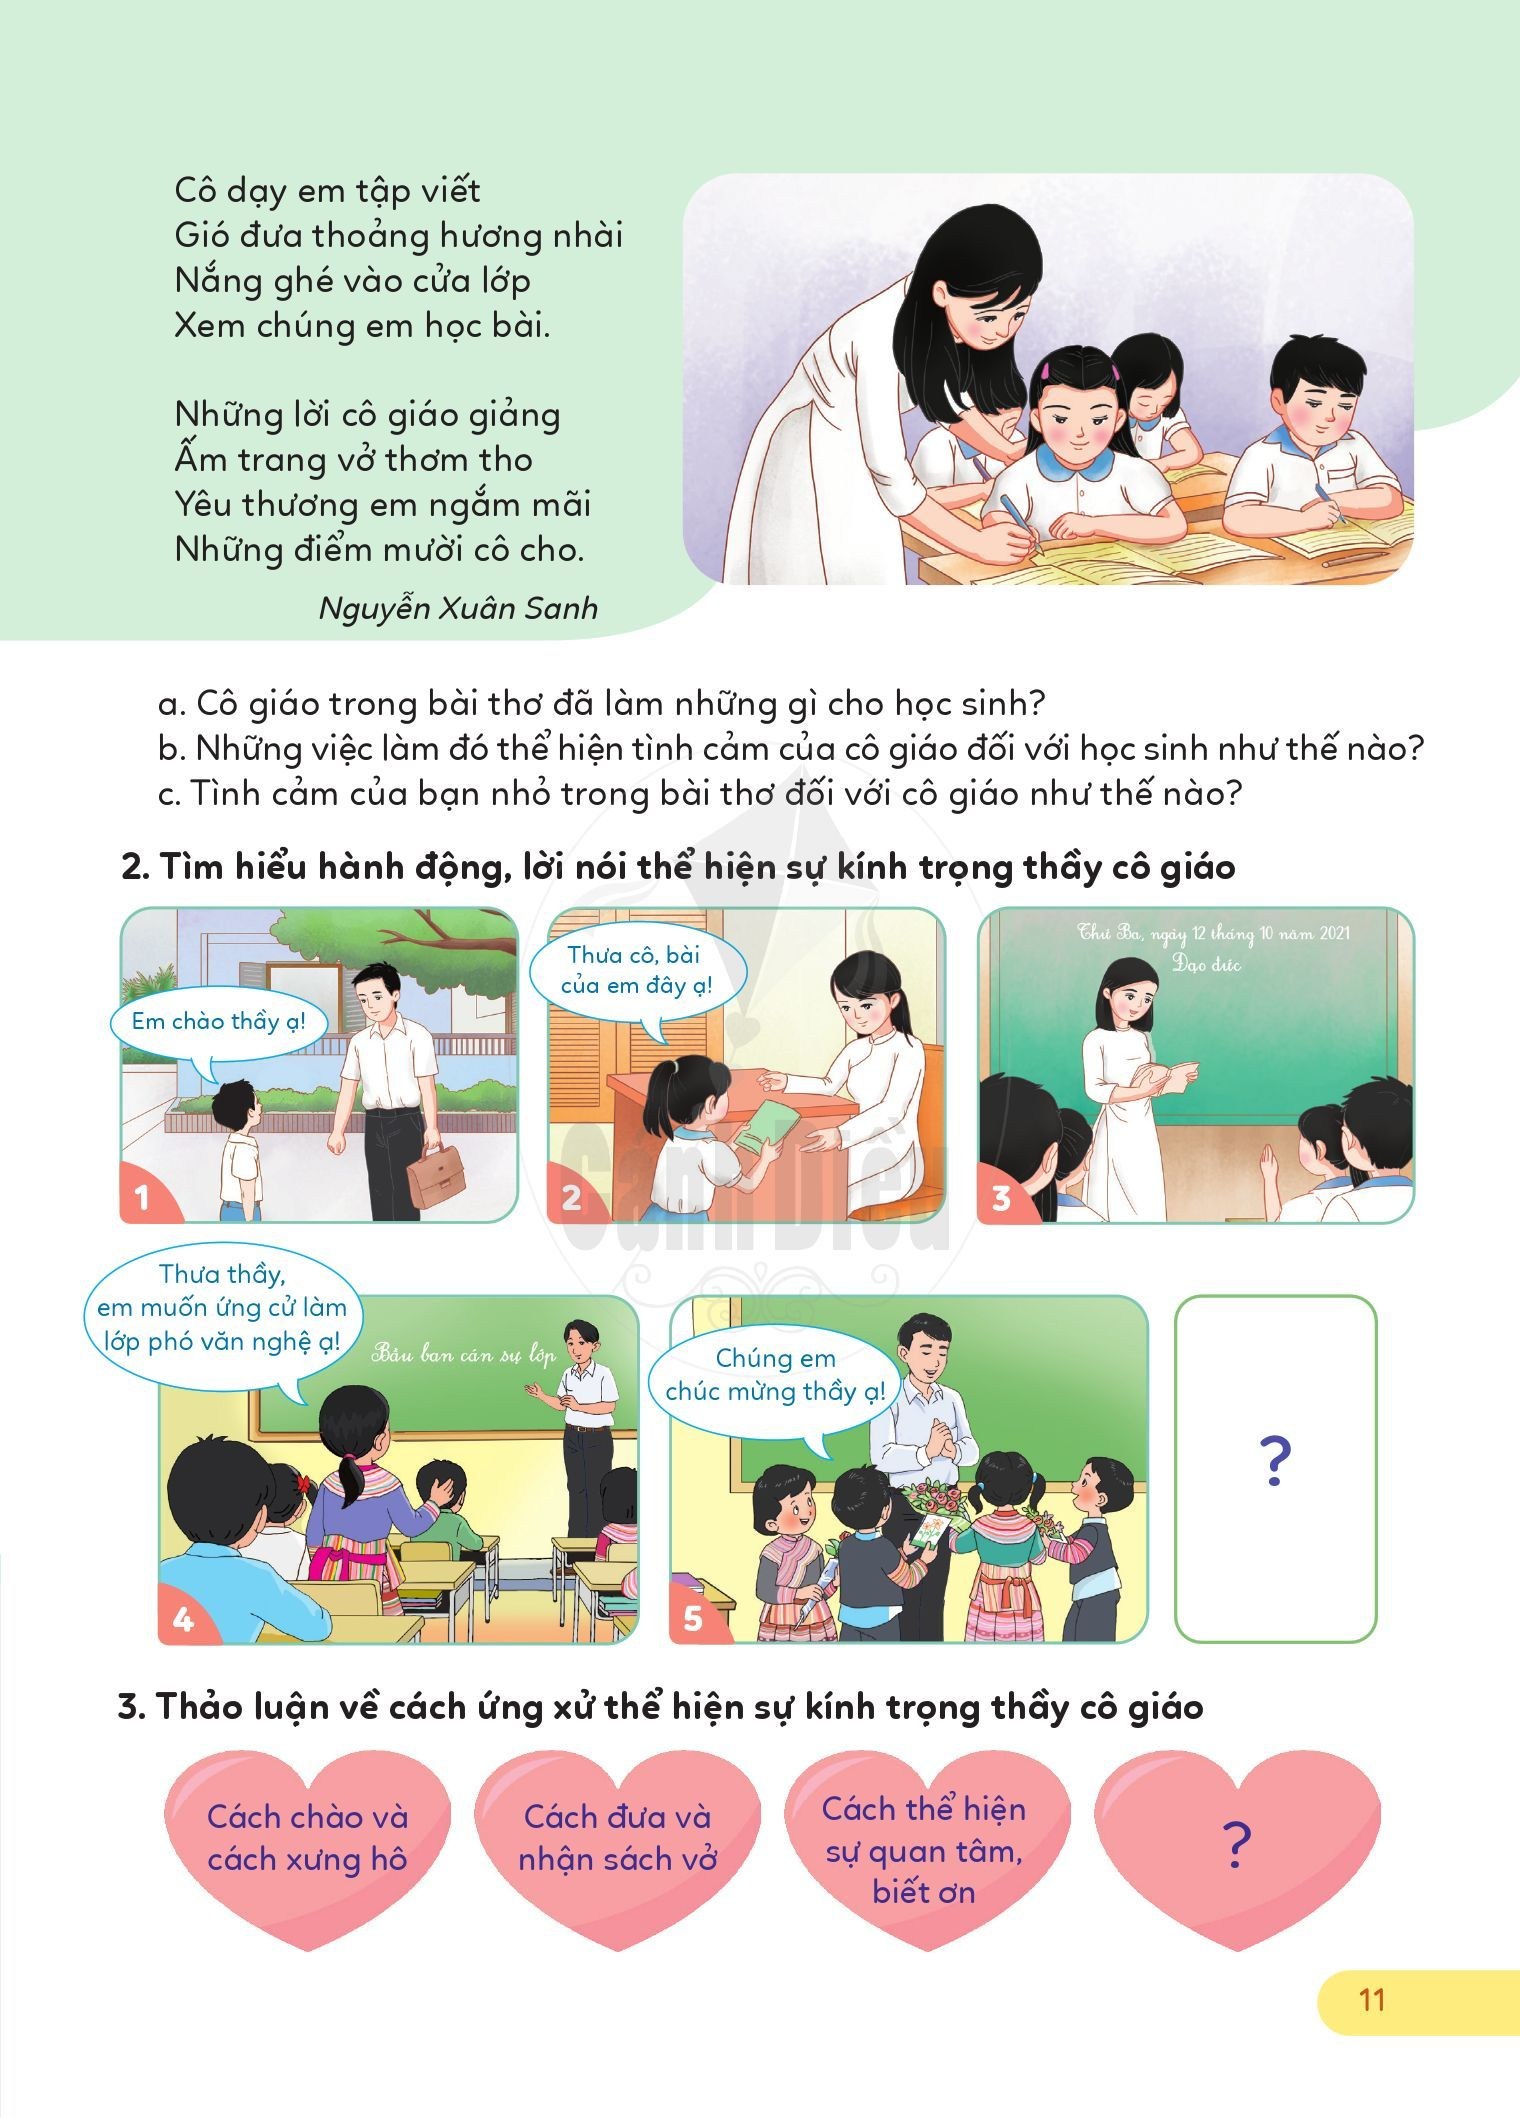 Cô dạy em tập viết
Gió đưa thoảng hương nhài
Nắng ghé vào cửa lớp
Xem chúng em học bài.
Những lời cô giáo giảng
Ấm trang vở thơm tho
Yêu thương em ngắm mãi
Những điểm mười cô cho.
Nguyễn Xuân Sanh
a. Cô giáo trong bài thơ đã làm những gì cho học sinh?
b. Những việc làm đó thể hiện tình cảm của cô giáo đối với học sinh như thế nào?
c. Tình cảm của bạn nhỏ trong bài thơ đối với cô giáo như thế nào?
2. Tìm hiểu hành động, lời nói thể hiện sự kính trọng thầy cô giáo
Em chào thầy ạ!
1
Thưa cô, bài
của em đây ạ!
2
Thứ Ba, ngày 12 tháng 10 năm 2021
Đạo đức
3
Cánh Diều
Thưa thầy,
em muốn ứng cử làm
lớp phó văn nghệ ạ!
Bầu ban cán sự lớp
4
Chúng em
chúc mừng thầy ạ!
5
?
3. Thảo luận về cách ứng xử thể hiện sự kính trọng thầy cô giáo
Cách chào và
cách xưng hô
Cách đưa và
nhận sách vở
Cách thể hiện
sự quan tâm,
biết ơn
?
11